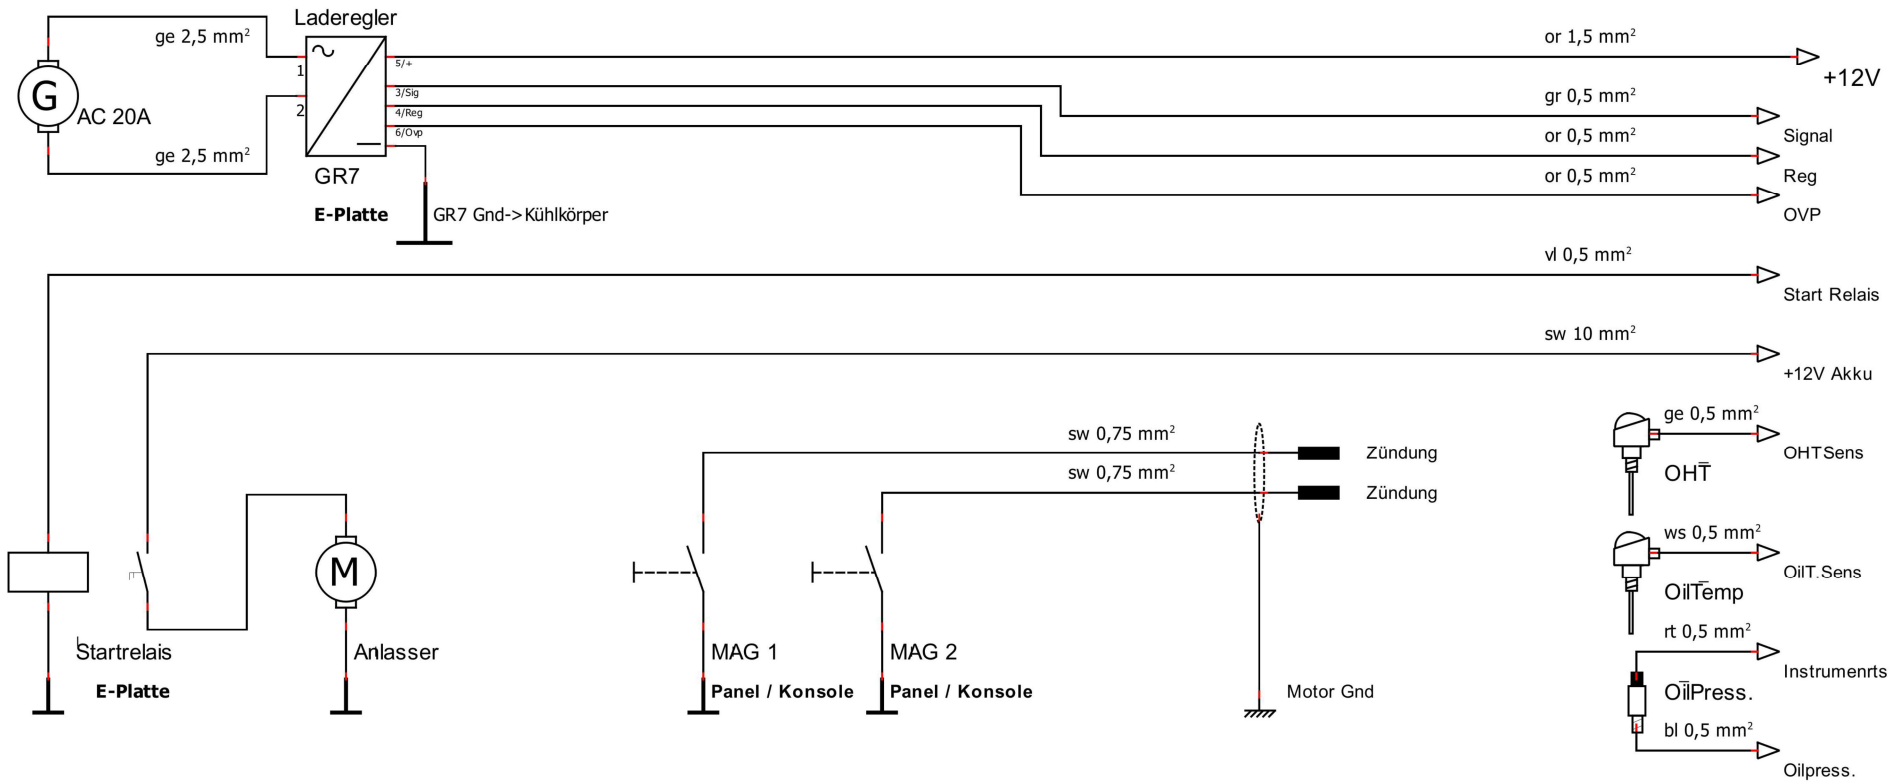 Laderegler
ge 2,5 mm²
or 1,5 mm²
1
5/+
+12V
G
AC 20A
3/Sig
gr 0,5 mm²
2
4/Reg
Signal
6/Ovp
or 0,5 mm²
ge 2,5 mm²
GR7
or 0,5 mm²
Reg
E-Platte
GR7 Gnd->Kühlkörper
OVP
vl 0,5 mm²
Start Relais
sw 10 mm²
+12V Akku
sw 0,75 mm²
Zündung
ge 0,5 mm²
OHTSens
OHT
sw 0,75 mm²
Zündung
ws 0,5 mm²
OilT.Sens
M
OilTemp
rt 0,5 mm²
Startrelais
Anlasser
MAG 1
MAG 2
Instrumenrts
E-Platte
Panel / Konsole
Panel / Konsole
Motor Gnd
OilPress.
bl 0,5 mm²
Oilpress.